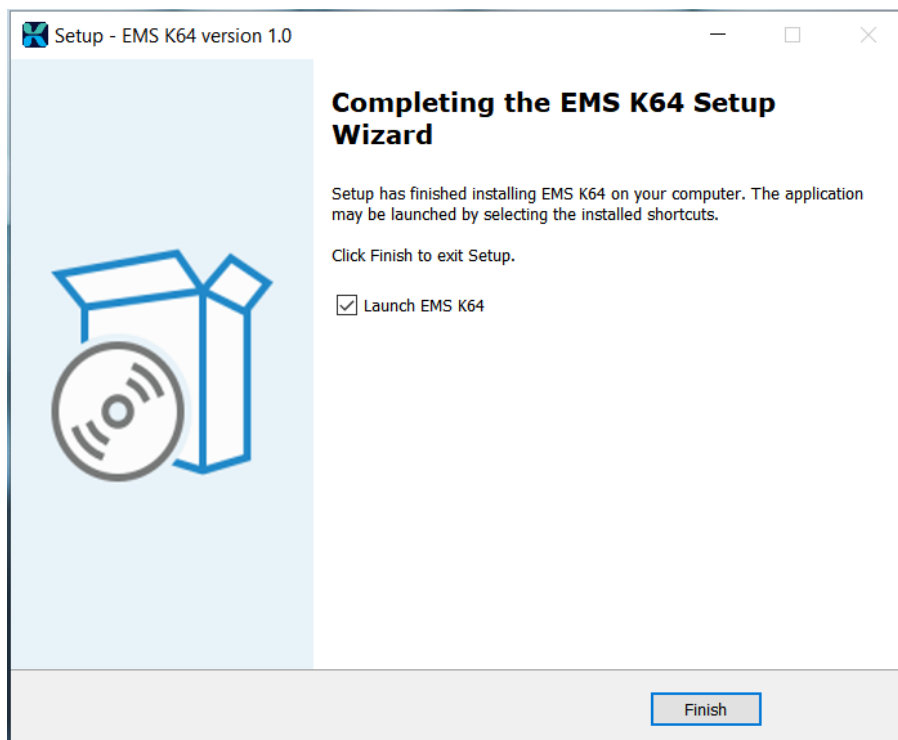 Setup - EMS K64 version 1.0
Completing the EMS K64 Setup
Wizard
Setup has finished installing EMS K64 on your computer. The application
may be launched by selecting the installed shortcuts.
Click Finish to exit Setup.
Launch EMS K64
Finish